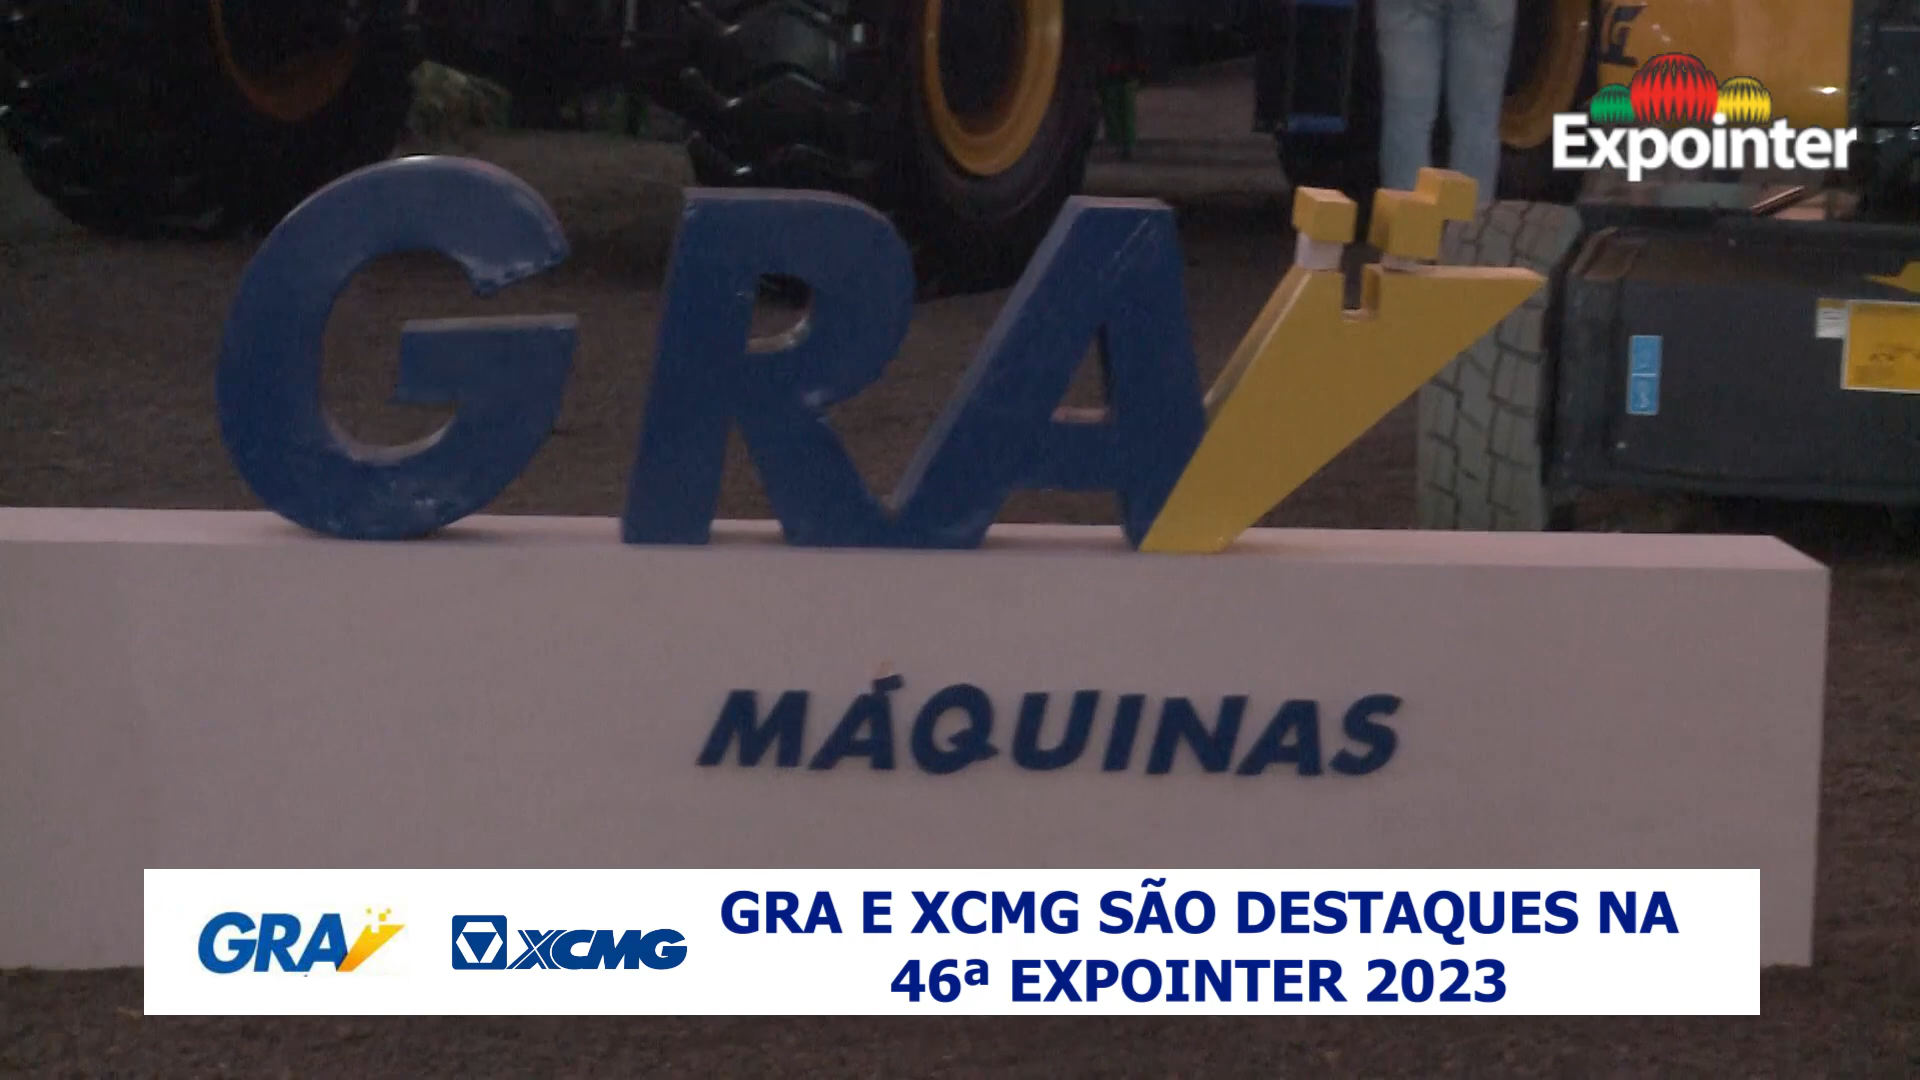 Expointer
GRA
MÁQUINAS
GRA
XCMG
GRA E XCMG SÃO DESTAQUES NA
46ª EXPOINTER 2023